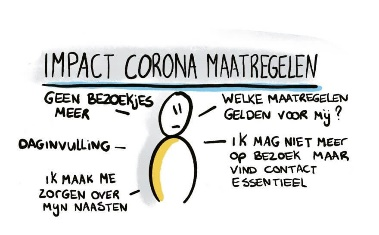 IMPACT CORONA MAATREGELEN
GEEN BEZOEKJES
MEER
WELKE MAATREGELEN
GELDEN VOOR MIJ?
DAGINVULLING
IK MAG NIET MEER
OP BEZOEK MAAR
VIND CONTACT
ESSENTIEEL
IK MAAK ME
ZORGEN OVER
MIJN NAASTEN